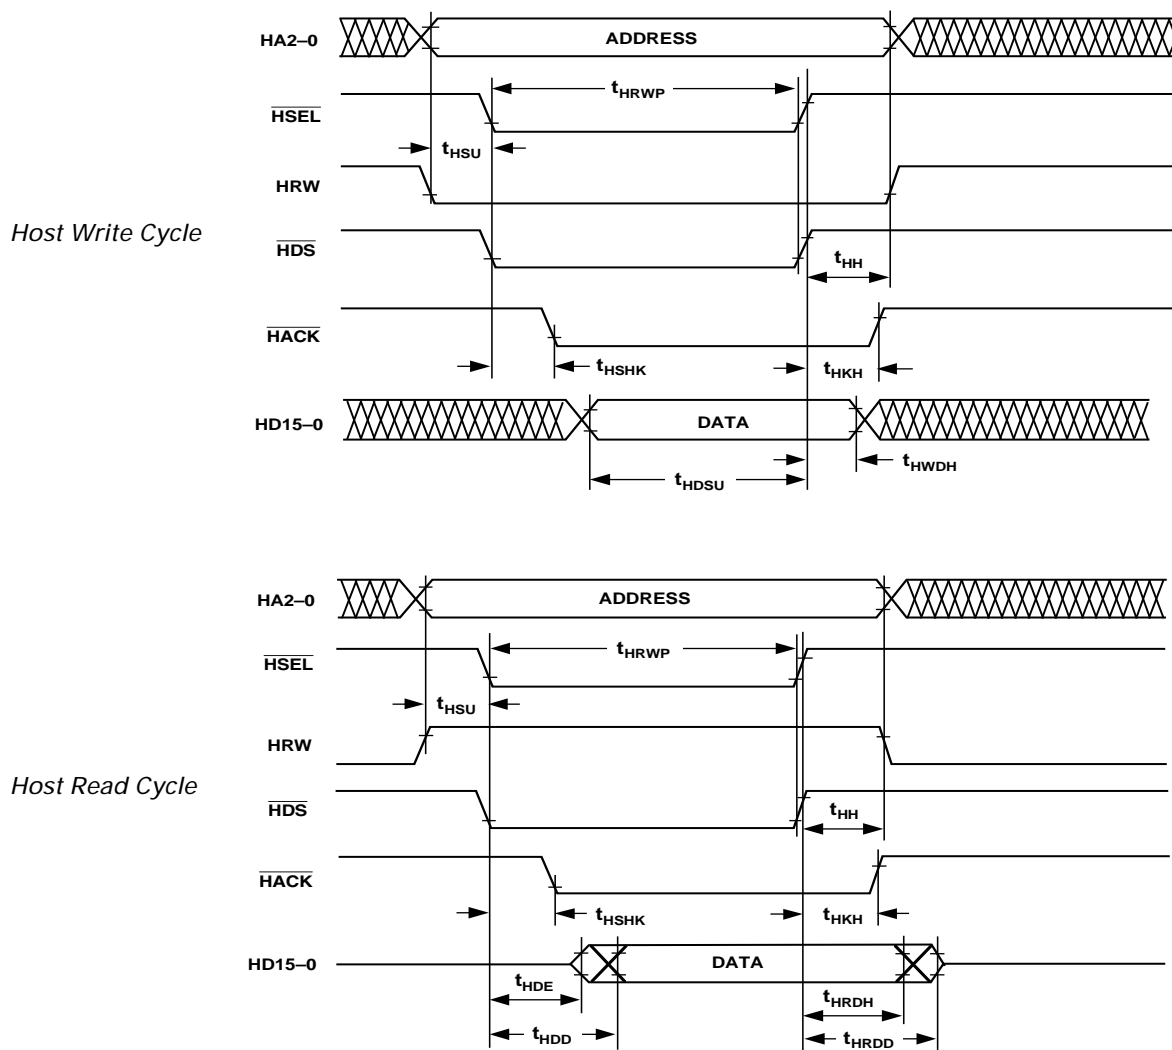 HA2–0
ADDRESS
tHRWP
HSEL
tHSU
HRW
Host Write Cycle
HDS
tHH
HACK
tHSHK
tHKH
HD15–0
DATA
tHWDH
tHDSU
HA2–0
ADDRESS
HSEL
tHRWP
tHSU
HRW
Host Read Cycle
HDS
tHH
HACK
tHSHK
tHKH
HD15–0
DATA
tHDE
tHRDH
tHDD
tHRDD